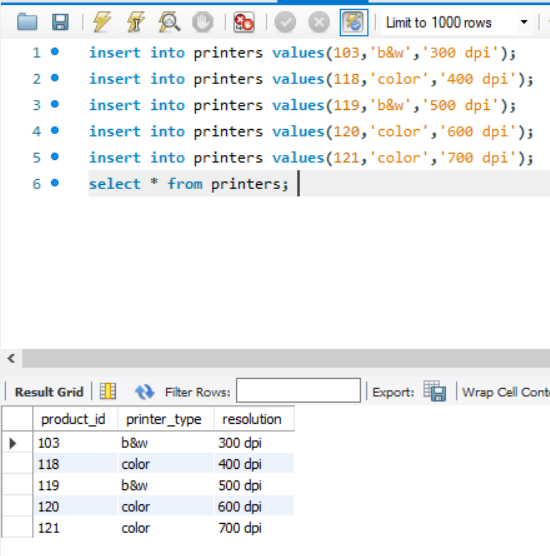 Limit to 1000 rows
1 insert into printers values(103,'b&w','300 dpi');
2 insert into printers values(118,'color','400 dpi');
3 insert into printers values(119,'b&w','500 dpi');
4 insert into printers values(120,'color','600 dpi');
5 insert into printers values(121,'color','700 dpi');
6 select * from printers;
Result Grid Filter Rows: Export: Wrap Cell Conte
product_id printer_type resolution
103 b&w 300 dpi
118 color 400 dpi
119 b&w 500 dpi
120 color 600 dpi
121 color 700 dpi